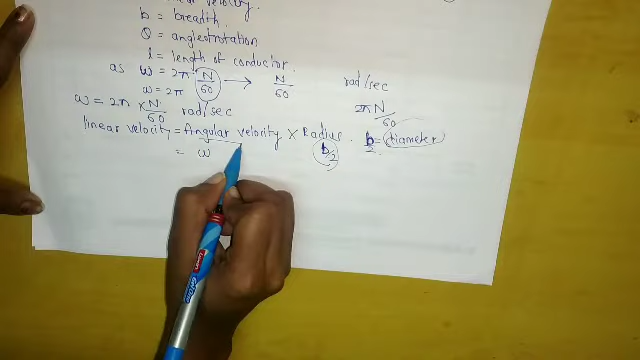 velocity.
b = breadth.
θ = angle of rotation
l = length of conductor.
as ω = 2π N/60 → N/60 rad/sec
ω = 2π
ω = 2π × N/60 rad/sec 2πN/60
linear velocity = Angular velocity × Radius. b/2 = diameter
= ω b/2